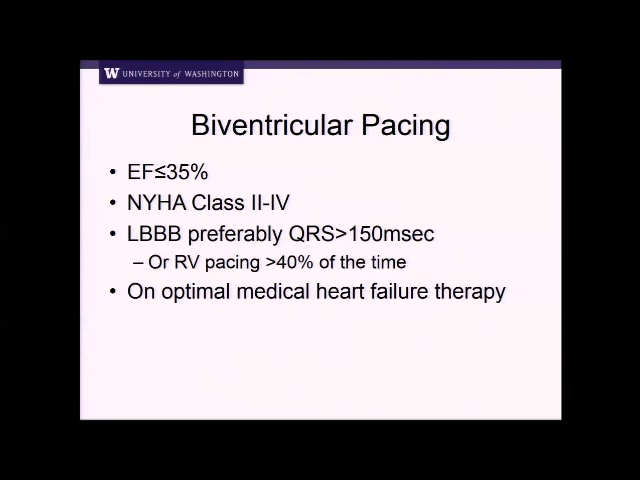 W UNIVERSITY of WASHINGTON
Biventricular Pacing
• EF≤35%
• NYHA Class II-IV
• LBBB preferably QRS>150msec
– Or RV pacing >40% of the time
• On optimal medical heart failure therapy